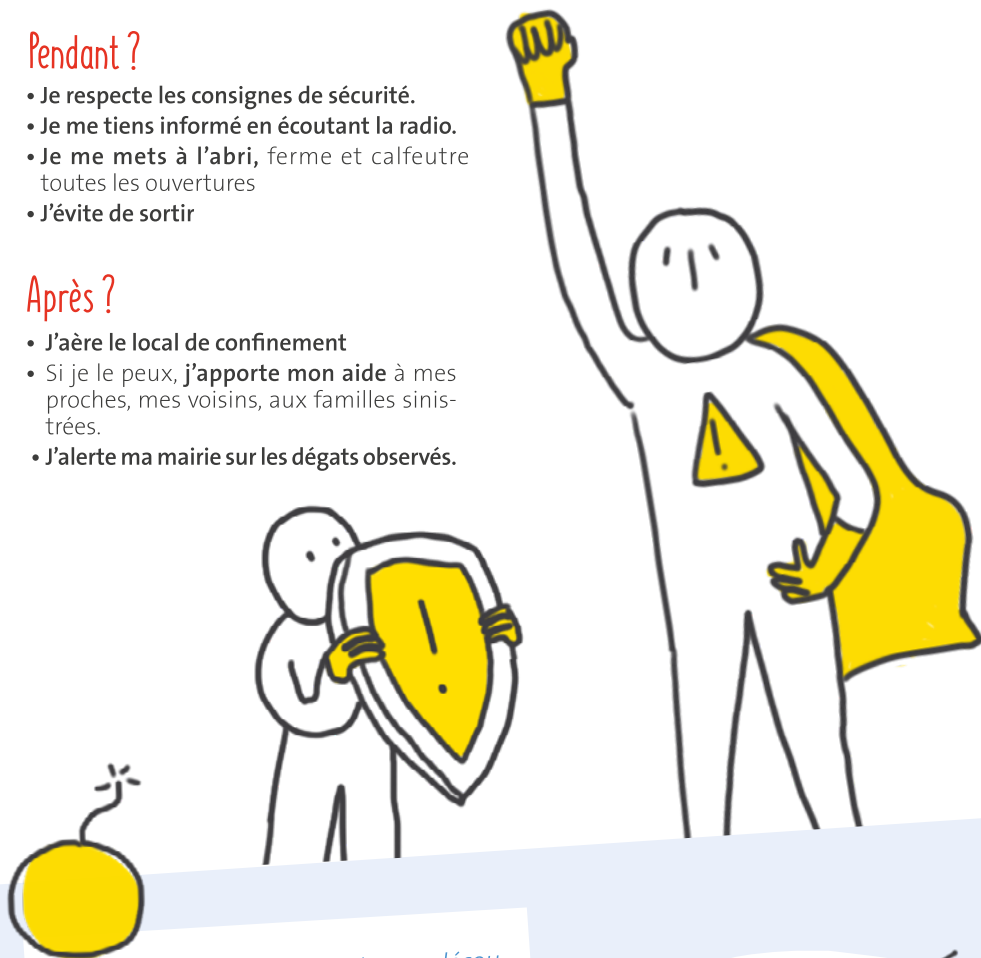 Pendant ?
• Je respecte les consignes de sécurité.
• Je me tiens informé en écoutant la radio.
• Je me mets à l’abri, ferme et calfeutre
toutes les ouvertures
• J’évite de sortir
Après ?
• J’aère le local de confinement
• Si je le peux, j’apporte mon aide à mes
proches, mes voisins, aux familles sinis-
trées.
• J’alerte ma mairie sur les dégats observés.
!
!